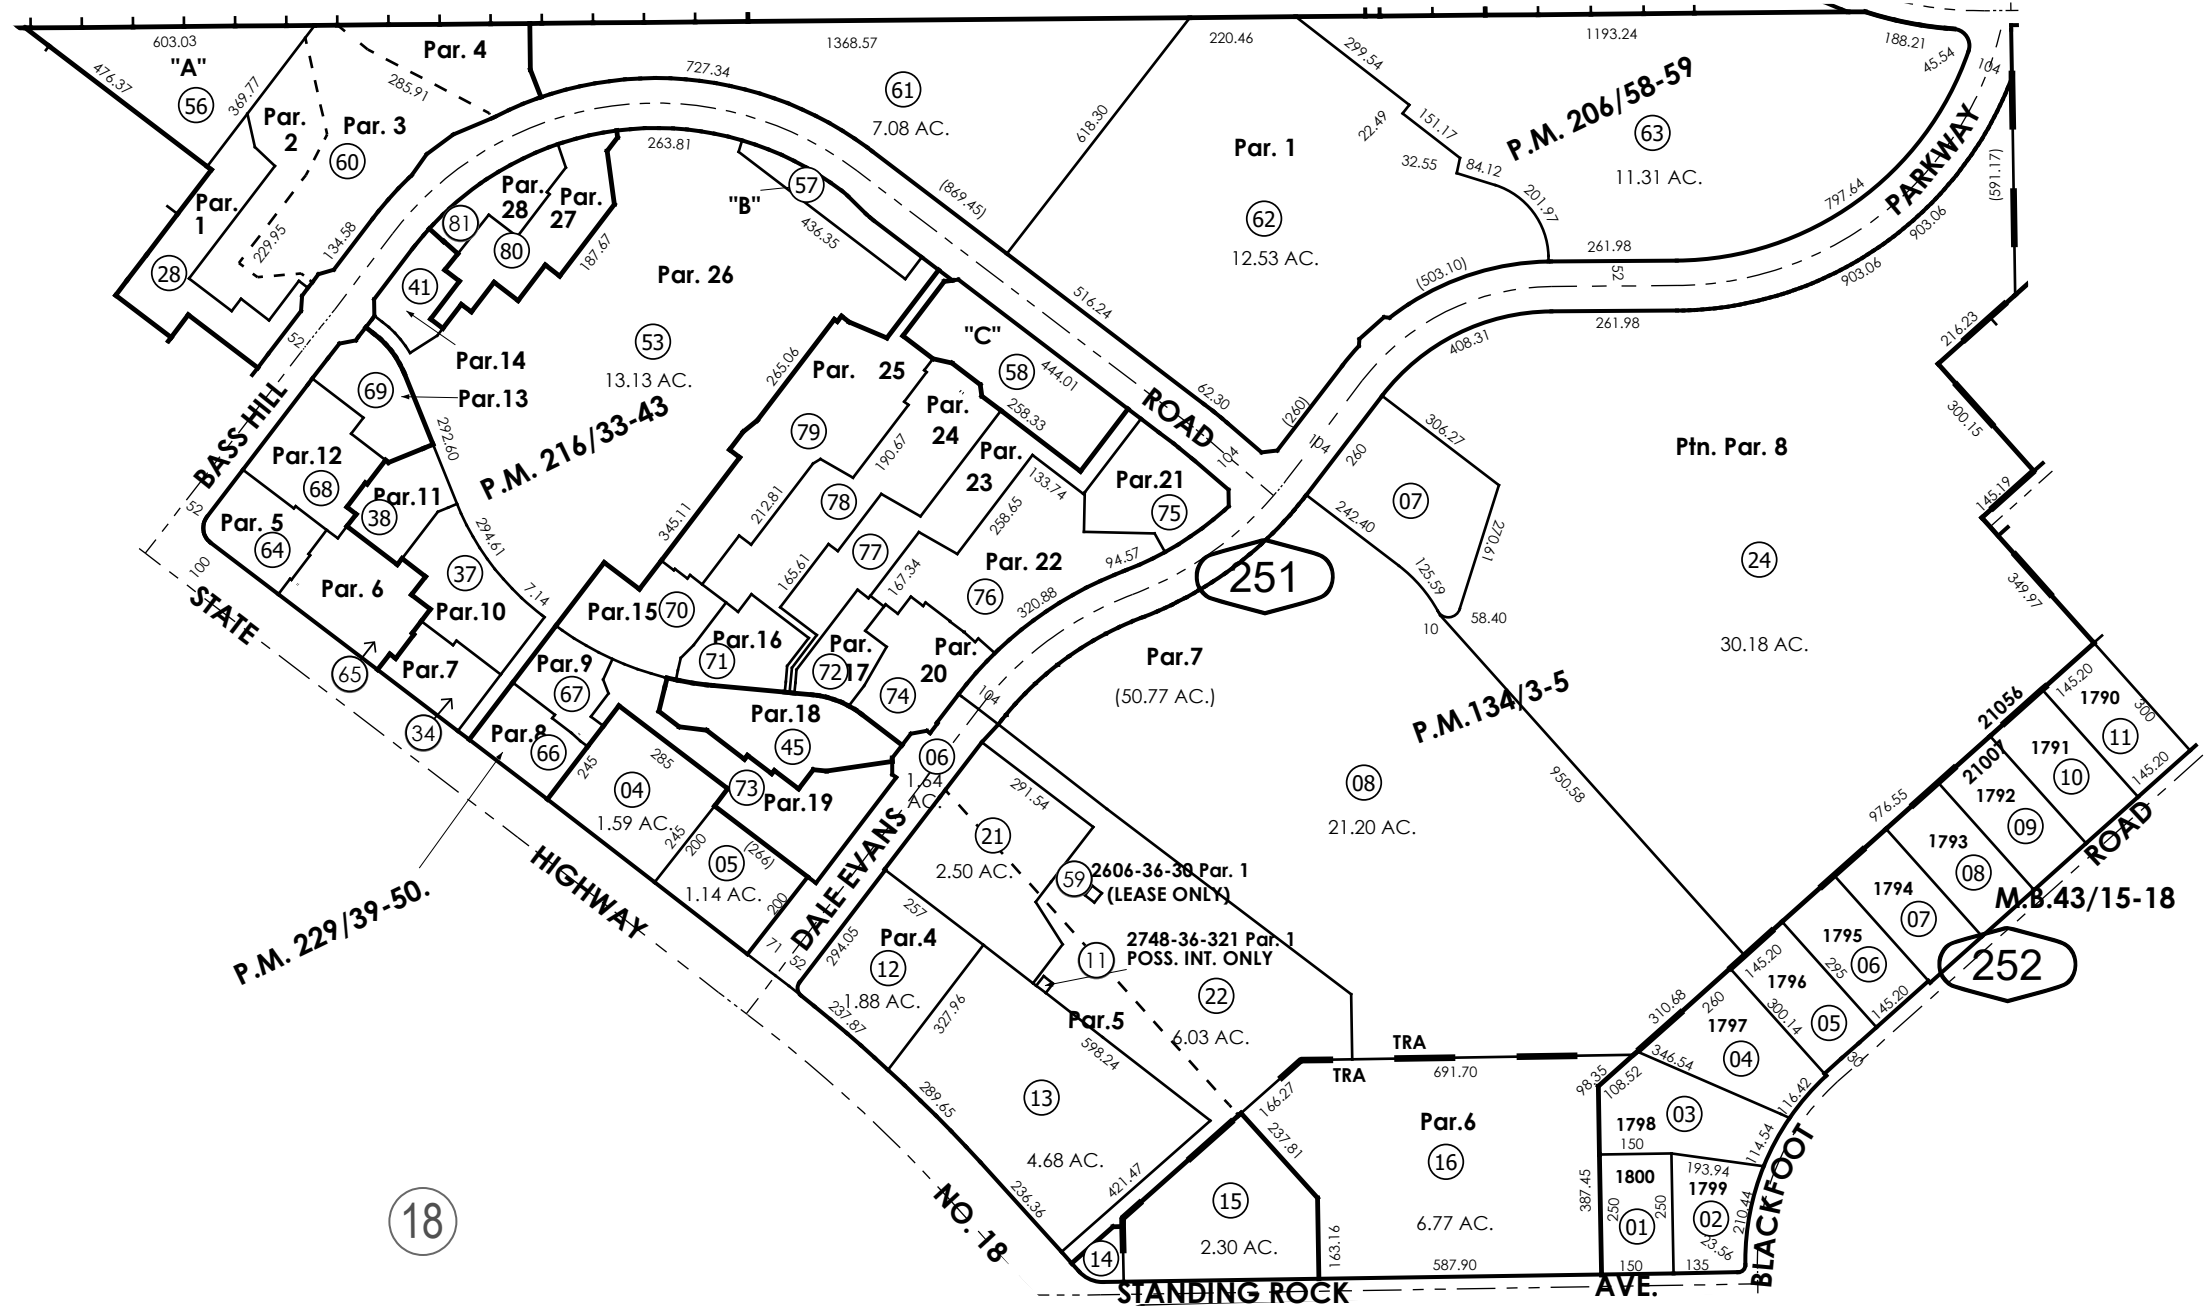 603.03
"A"
56
476.37
369.77
Par. 4
285.91
Par.
2
Par. 3
60
Par.
1
28
229.95
134.58
52
727.34
1368.57
61
7.08 AC.
263.81
220.46
618.30
299.54
22.49
151.17
32.55
84.12
201.97
Par. 1
62
12.53 AC.
P.M. 206/58-59
1193.24
63
11.31 AC.
188.21
45.54
104
PARKWAY
797.64
903.06
903.06
(591.17)
261.98
52
261.98
(503.10)
408.31
(869.45)
516.24
62.30
(260)
104
104
260
57
"B"
436.35
Par.
28
Par.
27
81
80
187.67
41
Par.14
Par.13
69
292.60
Par. 26
53
13.13 AC.
P.M. 216/33-43
265.06
345.11
"C"
58
444.01
258.33
ROAD
Par.
25
79
Par.
24
190.67
212.81
78
Par.
23
133.74
258.65
165.61
77
167.34
Par. 22
76
94.57
320.88
Par.21
75
BASS HILL
52
100
STATE
Par.12
68
Par.11
38
Par. 5
64
Par. 6
294.61
37
Par.10
7.14
65
Par.7
34
Par.9
67
Par.8
66
Par.15
70
Par.16
71
Par.
17
72
Par.
20
74
Par.18
45
73
Par.19
285
245
04
1.59 AC.
245
200
05
1.14 AC.
(266)
200
P.M. 229/39-50.
HIGHWAY
71
52
DALE EVANS
06
1.64
AC.
104
251
Par.7
(50.77 AC.)
306.27
07
242.40
270.61
125.59
10
58.40
Ptn. Par. 8
24
30.18 AC.
216.23
300.15
145.19
349.97
P.M.134/3-5
950.58
976.55
08
21.20 AC.
291.54
21
2.50 AC.
59
2606-36-30 Par. 1
(LEASE ONLY)
257
294.05
Par.4
12
1.88 AC.
237.87
327.96
11
2748-36-321 Par. 1
POSS. INT. ONLY
22
6.03 AC.
Par.5
598.24
289.65
13
4.68 AC.
421.47
236.36
NO. 18
18
TRA
TRA
691.70
166.27
237.81
14
15
2.30 AC.
163.16
Par.6
16
6.77 AC.
587.90
387.45
STANDING ROCK
AVE.
21056
21007
145.20
300
1790
11
145.20
1791
10
1792
09
1793
08
1794
07
1795
06
295
145.20
1796
05
300.14
145.20
1797
04
260
310.68
30
ROAD
M.B.43/15-18
252
346.54
98.35
108.52
116.42
1798
03
150
114.54
1800
250
250
01
150
193.94
1799
02
210.44
23.56
135
BLACKFOOT